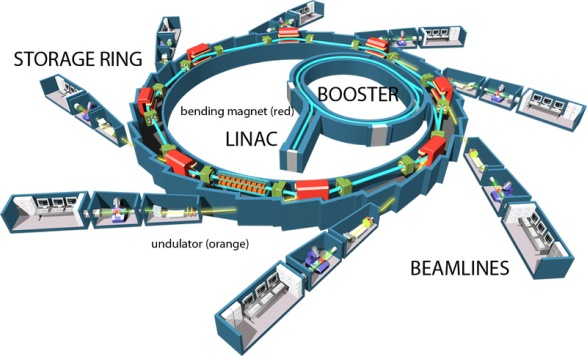 STORAGE RING
BOOSTER
bending magnet (red)
LINAC
undulator (orange)
BEAMLINES